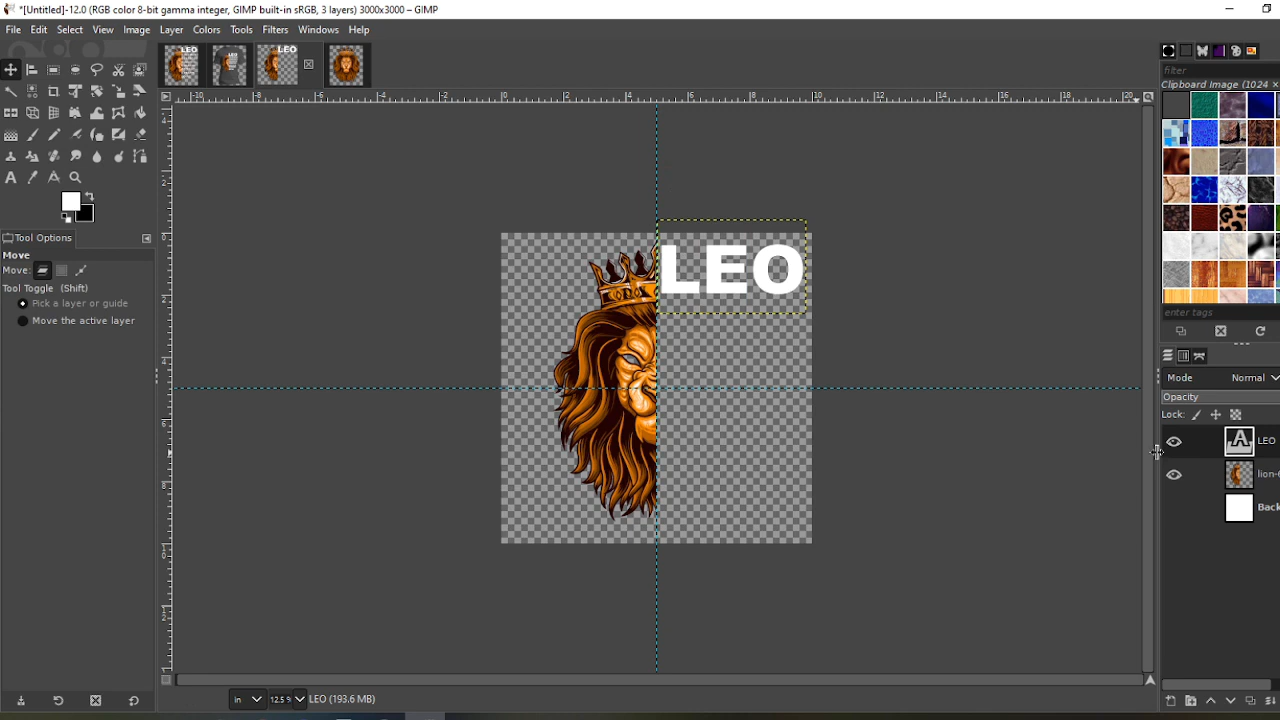 *[Untitled]-12.0 (RGB color 8-bit gamma integer, GIMP built-in sRGB, 3 layers) 3000x3000 – GIMP
File Edit Select View Image Layer Colors Tools Filters Windows Help
LEO
filter
Clipboard Image (1024 ×
Tool Options
Move
Move:
Tool Toggle (Shift)
Pick a layer or guide
Move the active layer
LEO
enter tags
Mode Normal
Opacity
Lock:
LEO
lion-
Back
in 12.5 LEO (193.6 MB)